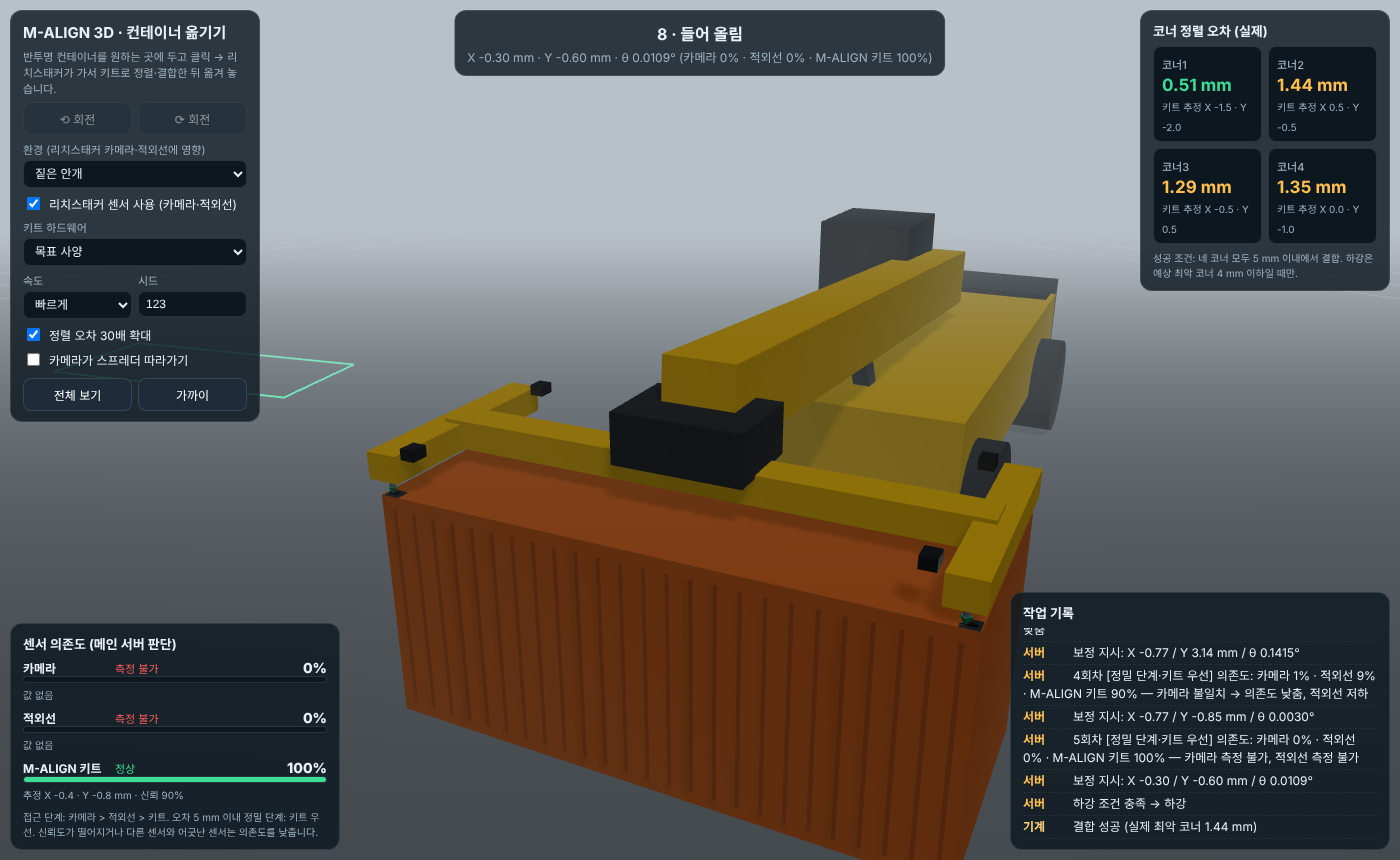 M-ALIGN 3D · 컨테이너 옮기기
반투명 컨테이너를 원하는 곳에 두고 클릭 → 리
치스태커가 가서 키트로 정렬·결합한 뒤 옮겨 놓
습니다.
⟲ 회전
⟳ 회전
환경 (리치스태커 카메라·적외선에 영향)
짙은 안개
리치스태커 센서 사용 (카메라·적외선)
키트 하드웨어
목표 사양
속도
시드
빠르게
123
정렬 오차 30배 확대
카메라가 스프레더 따라가기
전체 보기
가까이
8 · 들어 올림
X -0.30 mm · Y -0.60 mm · θ 0.0109° (카메라 0% · 적외선 0% · M-ALIGN 키트 100%)
코너 정렬 오차 (실제)
코너1
0.51 mm
키트 추정 X -1.5 · Y
-2.0
코너2
1.44 mm
키트 추정 X 0.5 · Y
-0.5
코너3
1.29 mm
키트 추정 X -0.5 · Y
0.5
코너4
1.35 mm
키트 추정 X 0.0 · Y
-1.0
성공 조건: 네 코너 모두 5 mm 이내에서 결합. 하강은
예상 최악 코너 4 mm 이하일 때만.
센서 의존도 (메인 서버 판단)
카메라 측정 불가 0%
값 없음
적외선 측정 불가 0%
값 없음
M-ALIGN 키트 정상 100%
추정 X -0.4 · Y -0.8 mm · 신뢰 90%
접근 단계: 카메라 > 적외선 > 키트. 오차 5 mm 이내 정밀 단계: 키트 우
선. 신뢰도가 떨어지거나 다른 센서와 어긋난 센서는 의존도를 낮춥니다.
작업 기록
낮춤
서버 보정 지시: X -0.77 / Y 3.14 mm / θ 0.1415°
서버 4회차 [정밀 단계·키트 우선] 의존도: 카메라 1% · 적외선 9%
· M-ALIGN 키트 90% — 카메라 불일치 → 의존도 낮춤, 적외선 저하
서버 보정 지시: X -0.77 / Y -0.85 mm / θ 0.0030°
서버 5회차 [정밀 단계·키트 우선] 의존도: 카메라 0% · 적외선
0% · M-ALIGN 키트 100% — 카메라 측정 불가, 적외선 측정 불가
서버 보정 지시: X -0.30 / Y -0.60 mm / θ 0.0109°
서버 하강 조건 충족 → 하강
기계 결합 성공 (실제 최악 코너 1.44 mm)